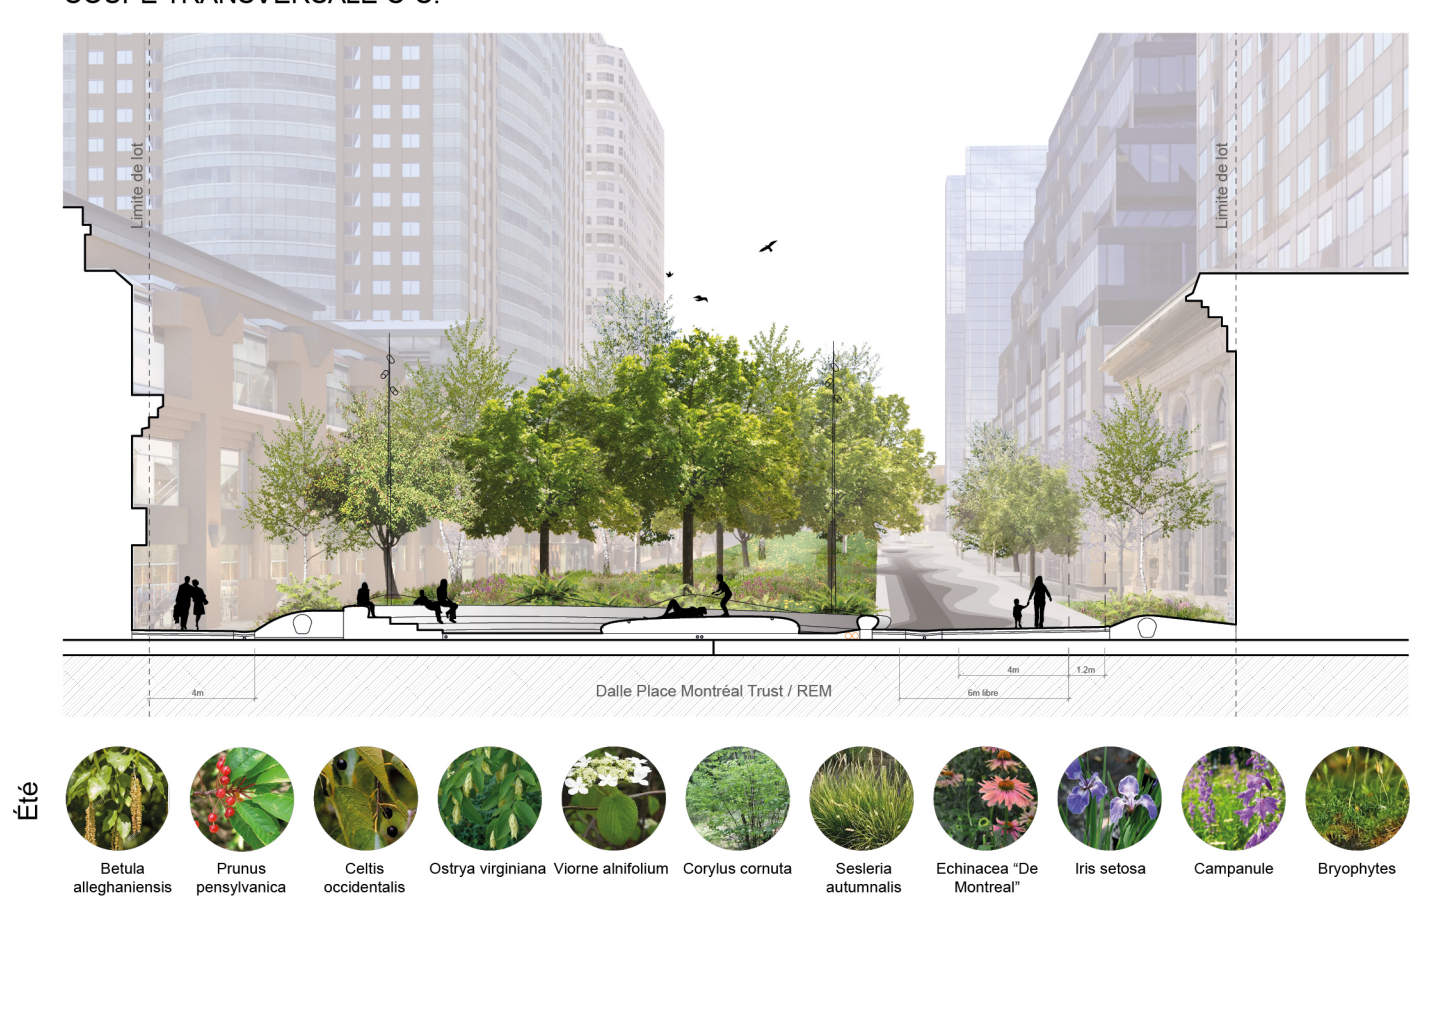 COUPE TRANSVERSALE C-C:
Limite de lot
Limite de lot
4m
1.2m
4m
6m libre
Dalle Place Montréal Trust / REM
Été
Betula
alleghaniensis
Prunus
pensylvanica
Celtis
occidentalis
Ostrya virginiana
Viorne alnifolium
Corylus cornuta
Sesleria
autumnalis
Echinacea “De
Montreal”
Iris setosa
Campanule
Bryophytes